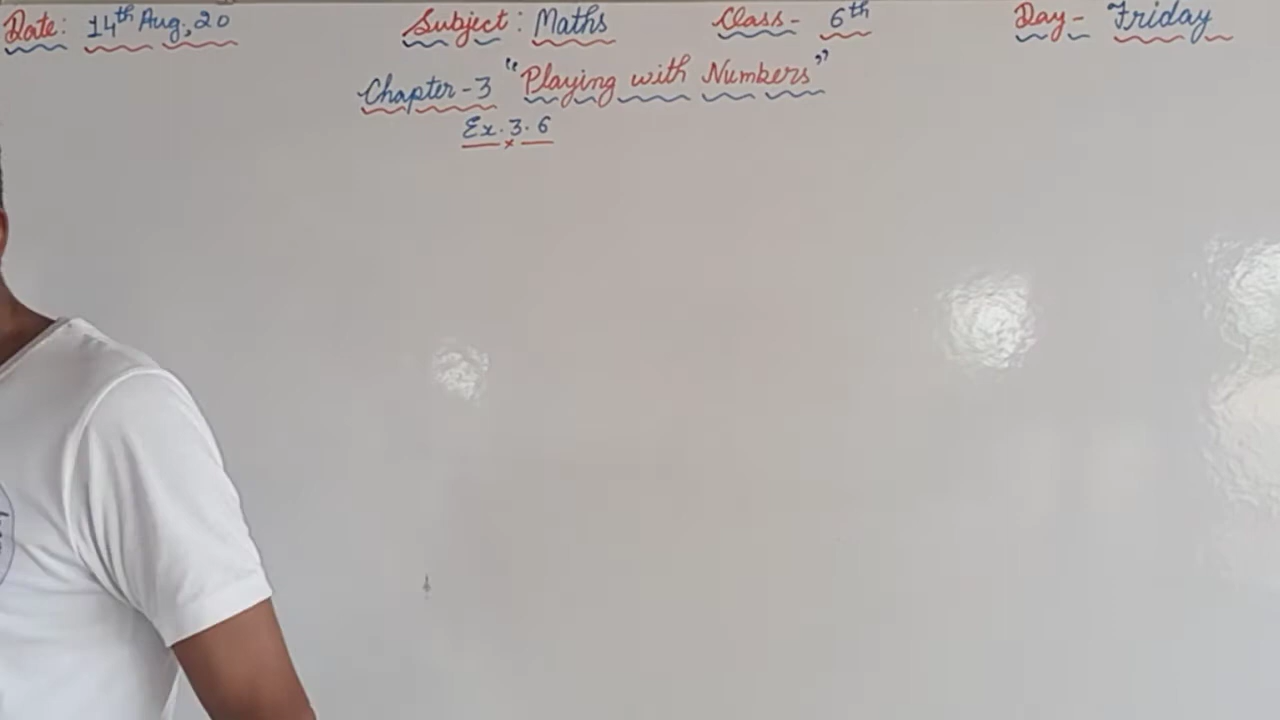 Date: 14th Aug, 20 Subject: Maths Class- 6th Day- Friday
Chapter-3 "Playing with Numbers"
Ex. 3.6